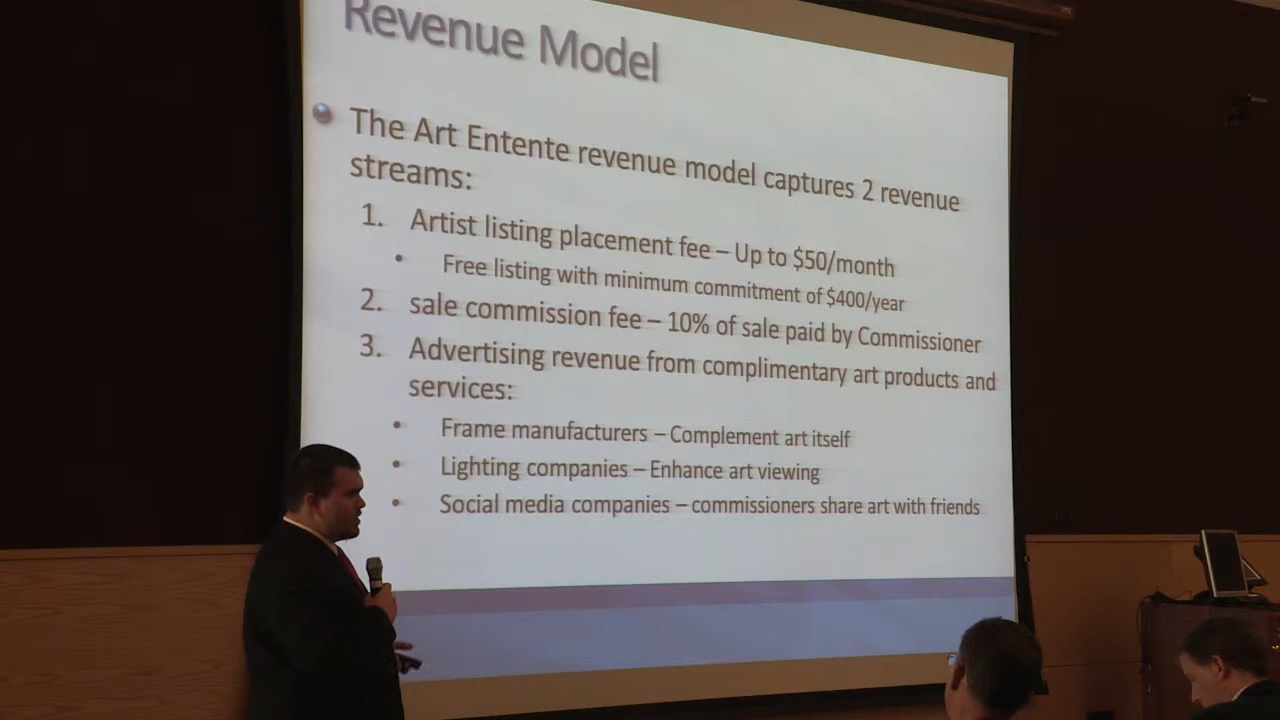 Revenue Model
The Art Entente revenue model captures 2 revenue
streams:
1. Artist listing placement fee – Up to $50/month
• Free listing with minimum commitment of $400/year
2. sale commission fee – 10% of sale paid by Commissioner
3. Advertising revenue from complimentary art products and
services:
• Frame manufacturers – Complement art itself
• Lighting companies – Enhance art viewing
• Social media companies – commissioners share art with friends